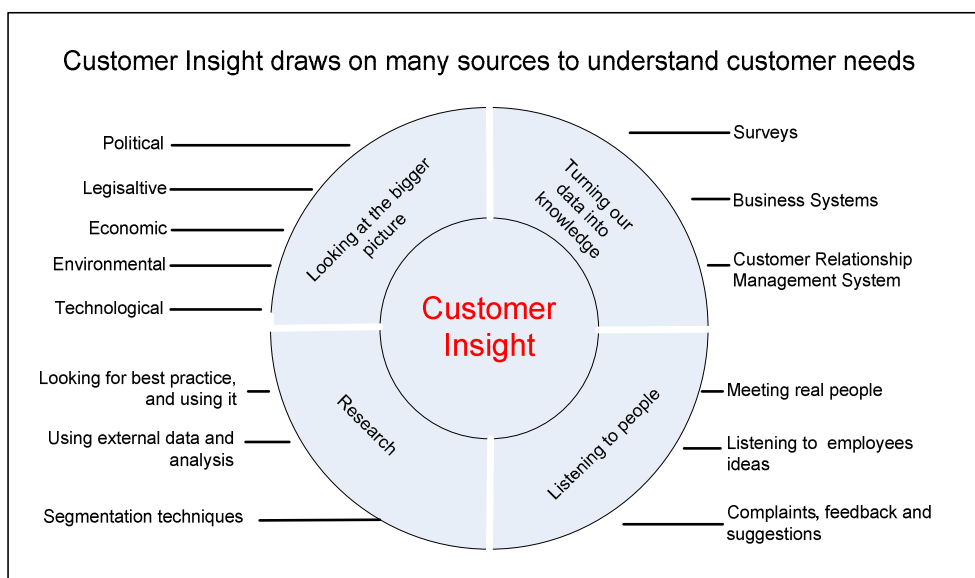 Customer Insight draws on many sources to understand customer needs
Political
Legisaltive
Economic
Environmental
Technological
Looking at the bigger
picture
Turning our
data into
knowledge
Surveys
Business Systems
Customer Relationship
Management System
Customer
Insight
Looking for best practice,
and using it
Using external data and
analysis
Segmentation techniques
Research
Listening to people
Meeting real people
Listening to employees
ideas
Complaints, feedback and
suggestions